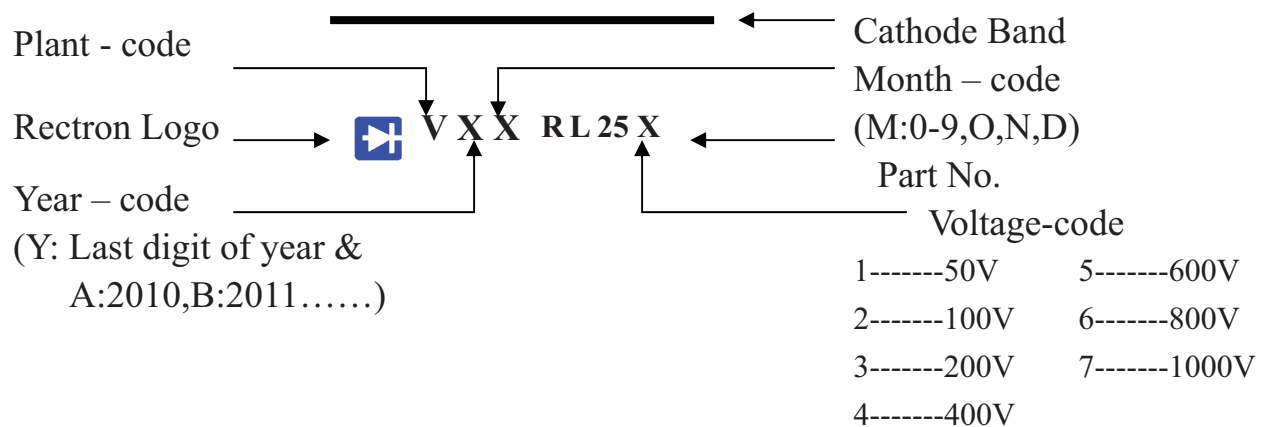 Plant - code
Rectron Logo
Year – code
(Y: Last digit of year &
A:2010,B:2011……)
V X X RL 25 X
Cathode Band
Month – code
(M:0-9,O,N,D)
Part No.
Voltage-code
1-------50V 5-------600V
2-------100V 6-------800V
3-------200V 7-------1000V
4-------400V